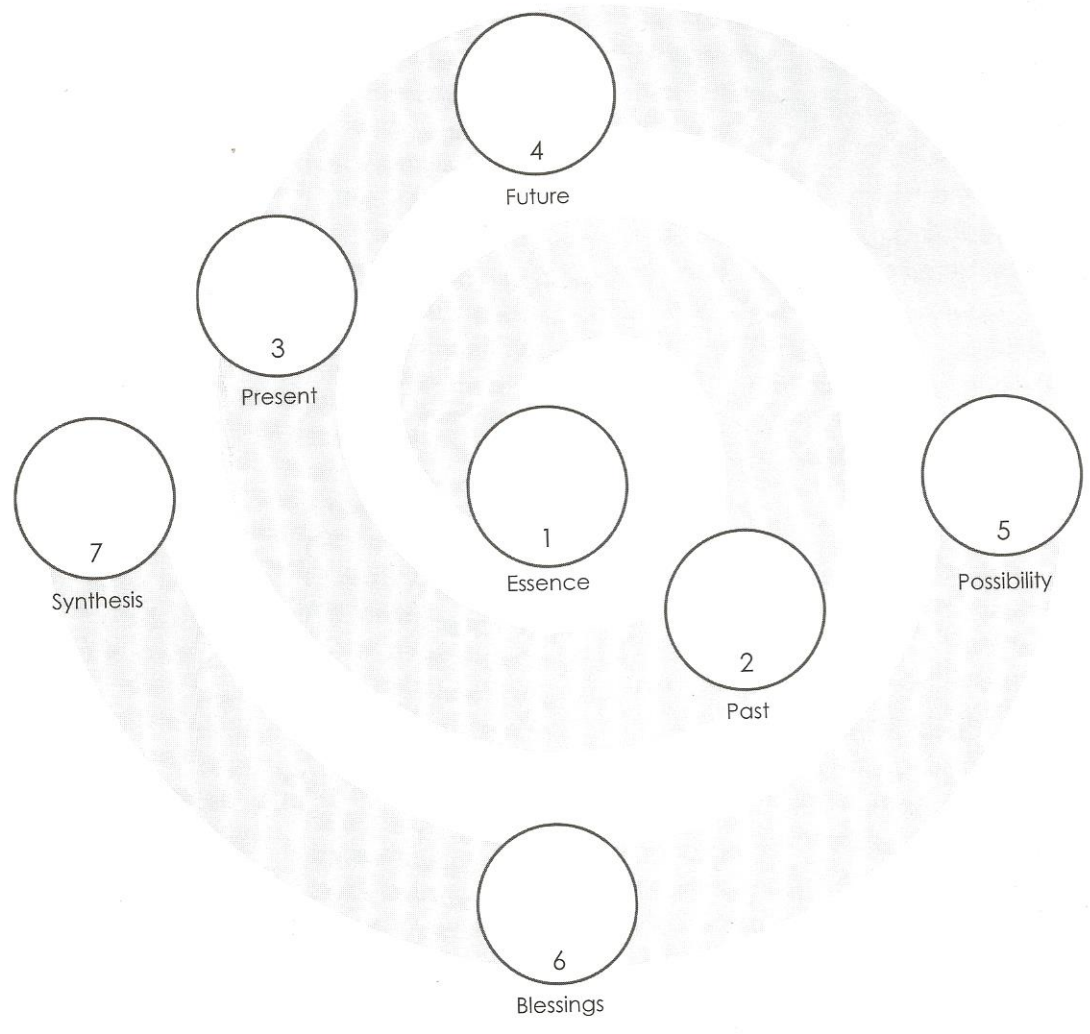 4
Future
3
Present
7
Synthesis
1
Essence
5
Possibility
2
Past
6
Blessings